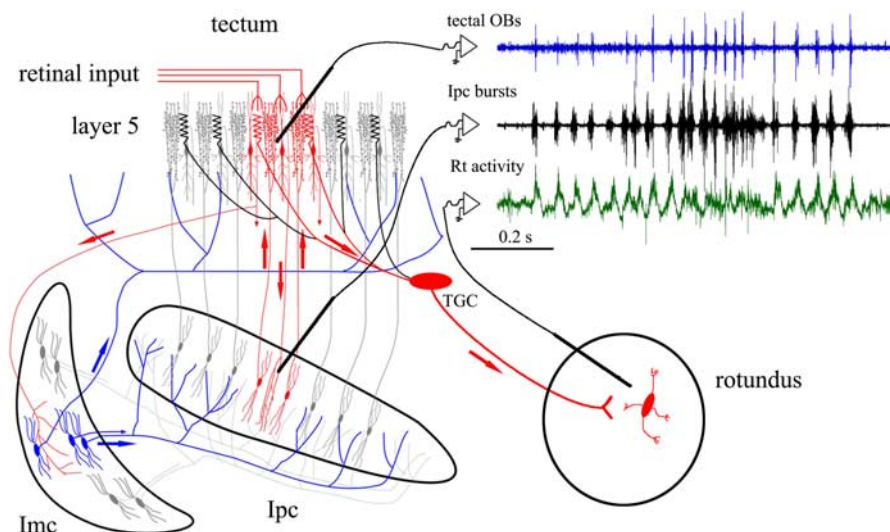 tectum
tectal OBs
retinal input
Ipc bursts
layer 5
Rt activity
0.2 s
TGC
rotundus
Ipc
Imc